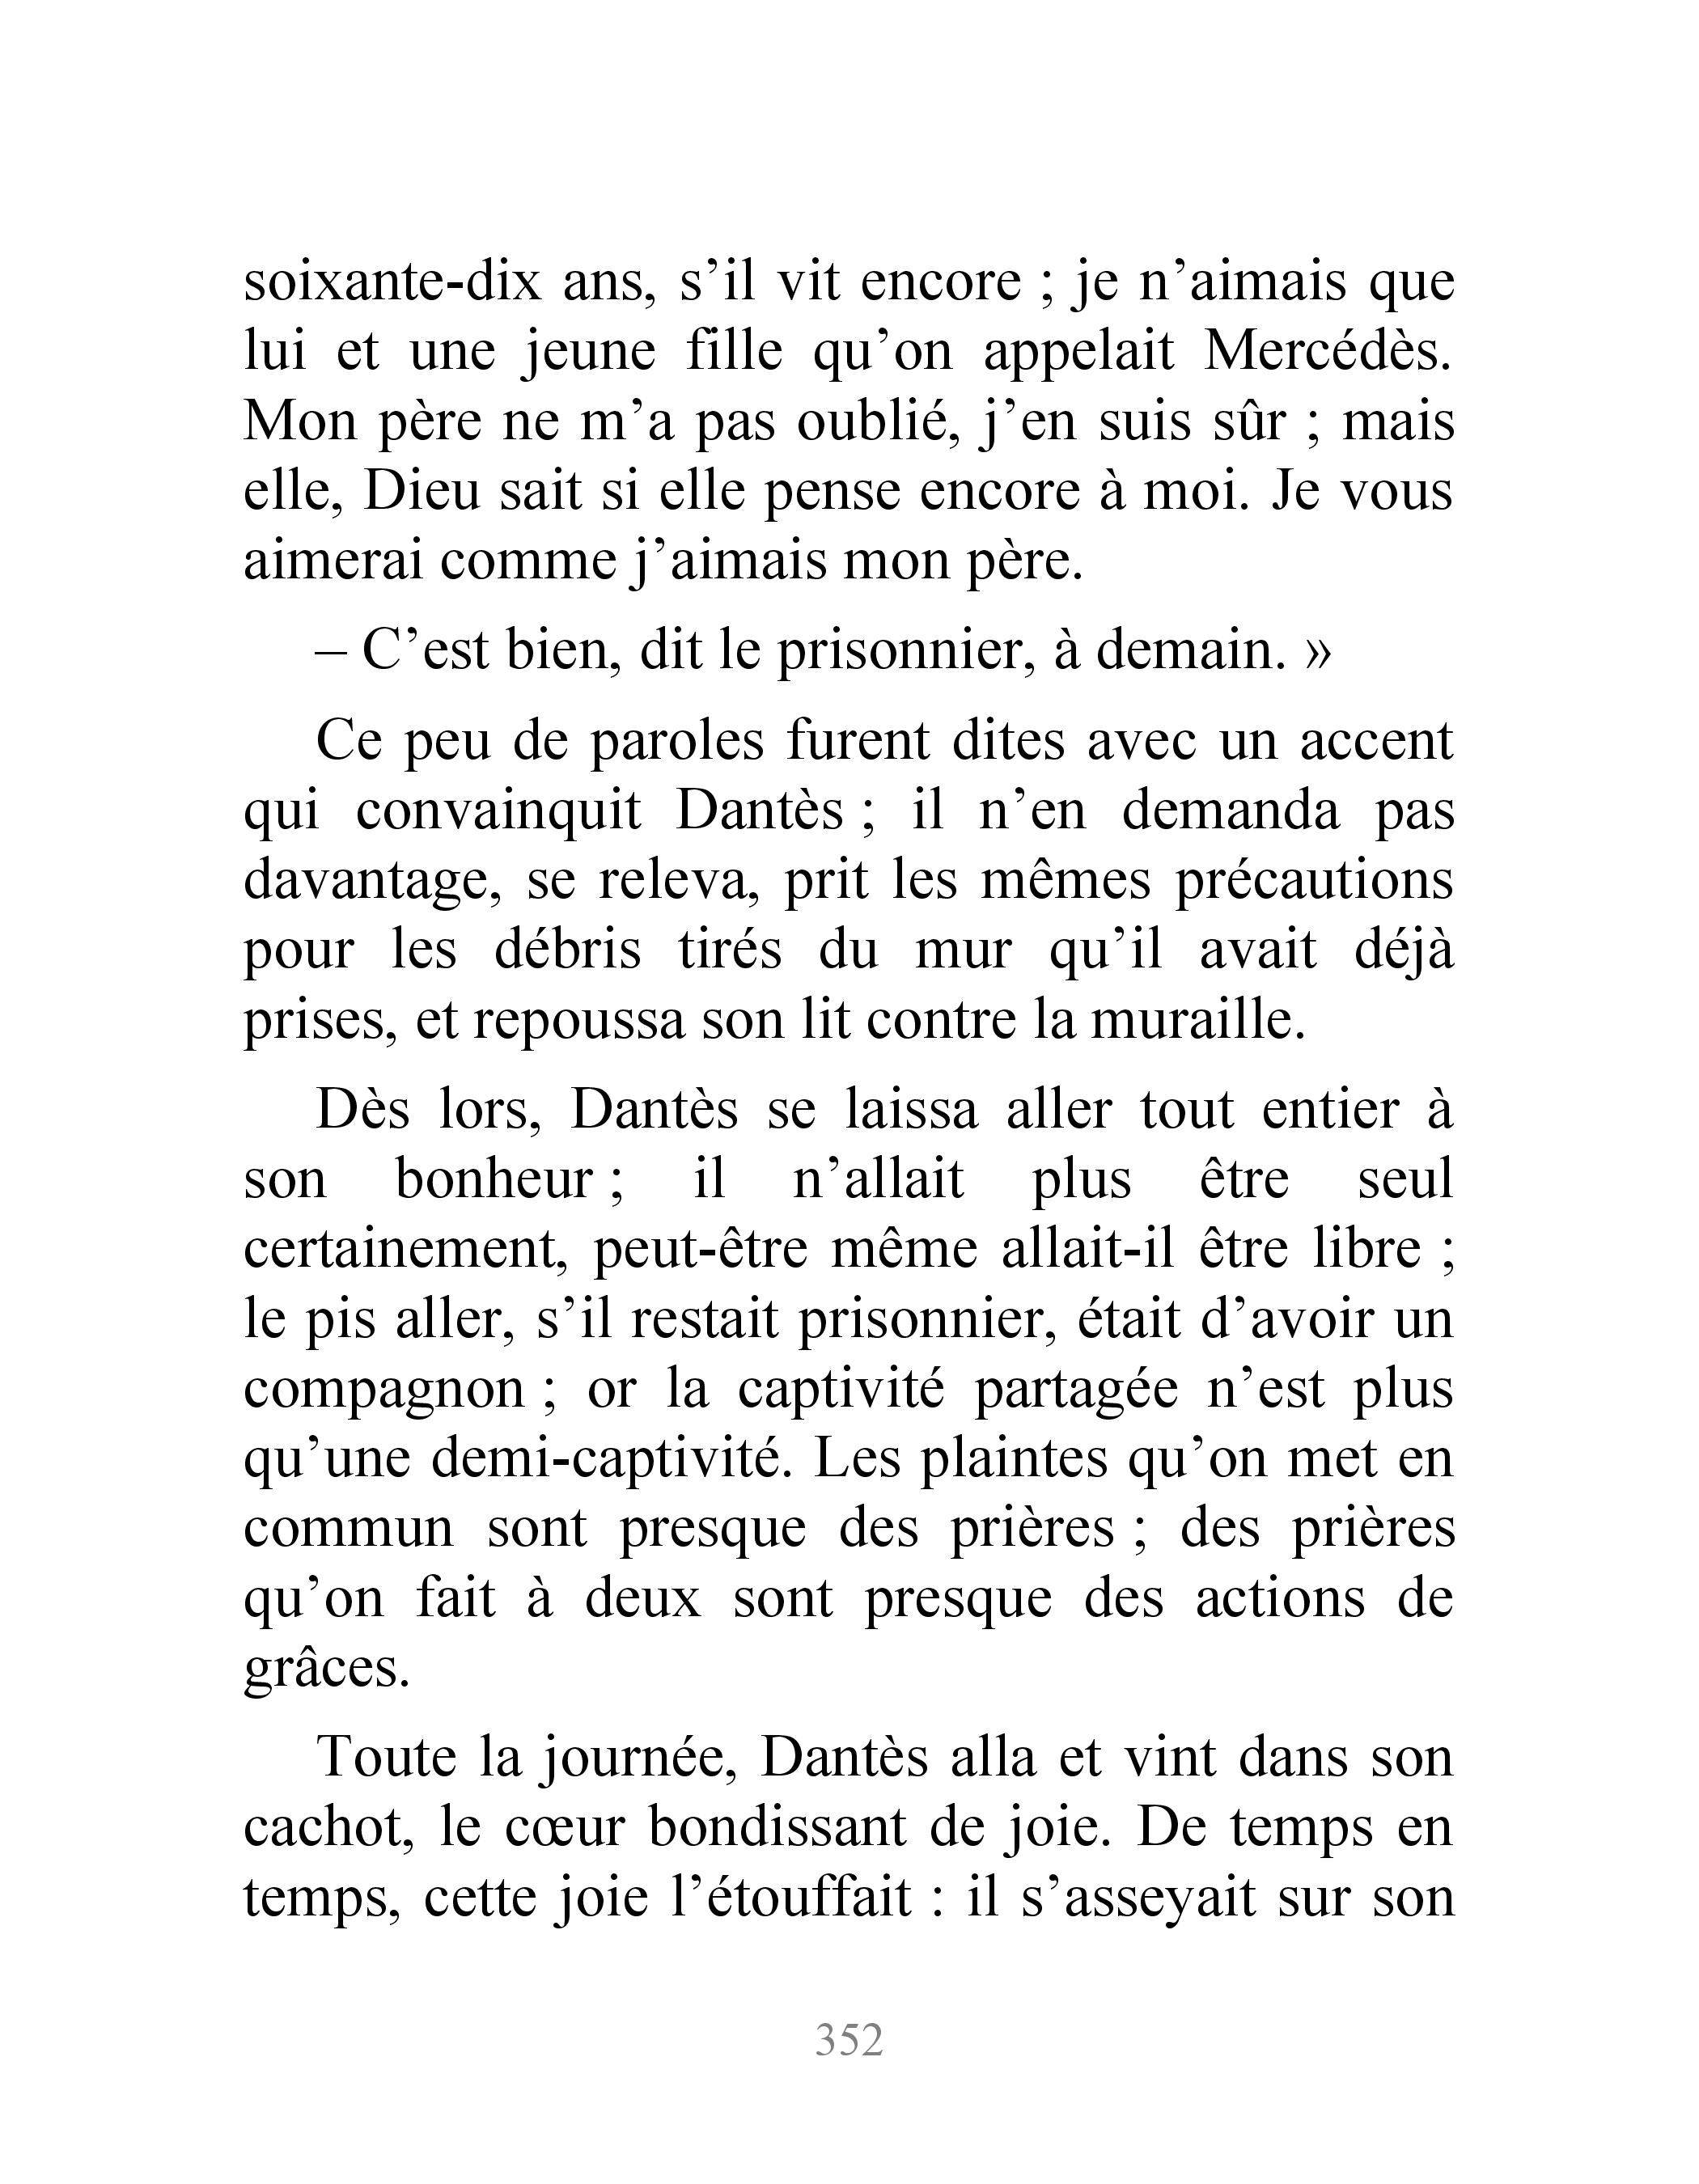 soixante-dix ans, s’il vit encore ; je n’aimais que
lui et une jeune fille qu’on appelait Mercédès.
Mon père ne m’a pas oublié, j’en suis sûr ; mais
elle, Dieu sait si elle pense encore à moi. Je vous
aimerai comme j’aimais mon père.
– C’est bien, dit le prisonnier, à demain. »
Ce peu de paroles furent dites avec un accent
qui convainquit Dantès ; il n’en demanda pas
davantage, se releva, prit les mêmes précautions
pour les débris tirés du mur qu’il avait déjà
prises, et repoussa son lit contre la muraille.
Dès lors, Dantès se laissa aller tout entier à
son bonheur ; il n’allait plus être seul
certainement, peut-être même allait-il être libre ;
le pis aller, s’il restait prisonnier, était d’avoir un
compagnon ; or la captivité partagée n’est plus
qu’une demi-captivité. Les plaintes qu’on met en
commun sont presque des prières ; des prières
qu’on fait à deux sont presque des actions de
grâces.
Toute la journée, Dantès alla et vint dans son
cachot, le cœur bondissant de joie. De temps en
temps, cette joie l’étouffait : il s’asseyait sur son
352